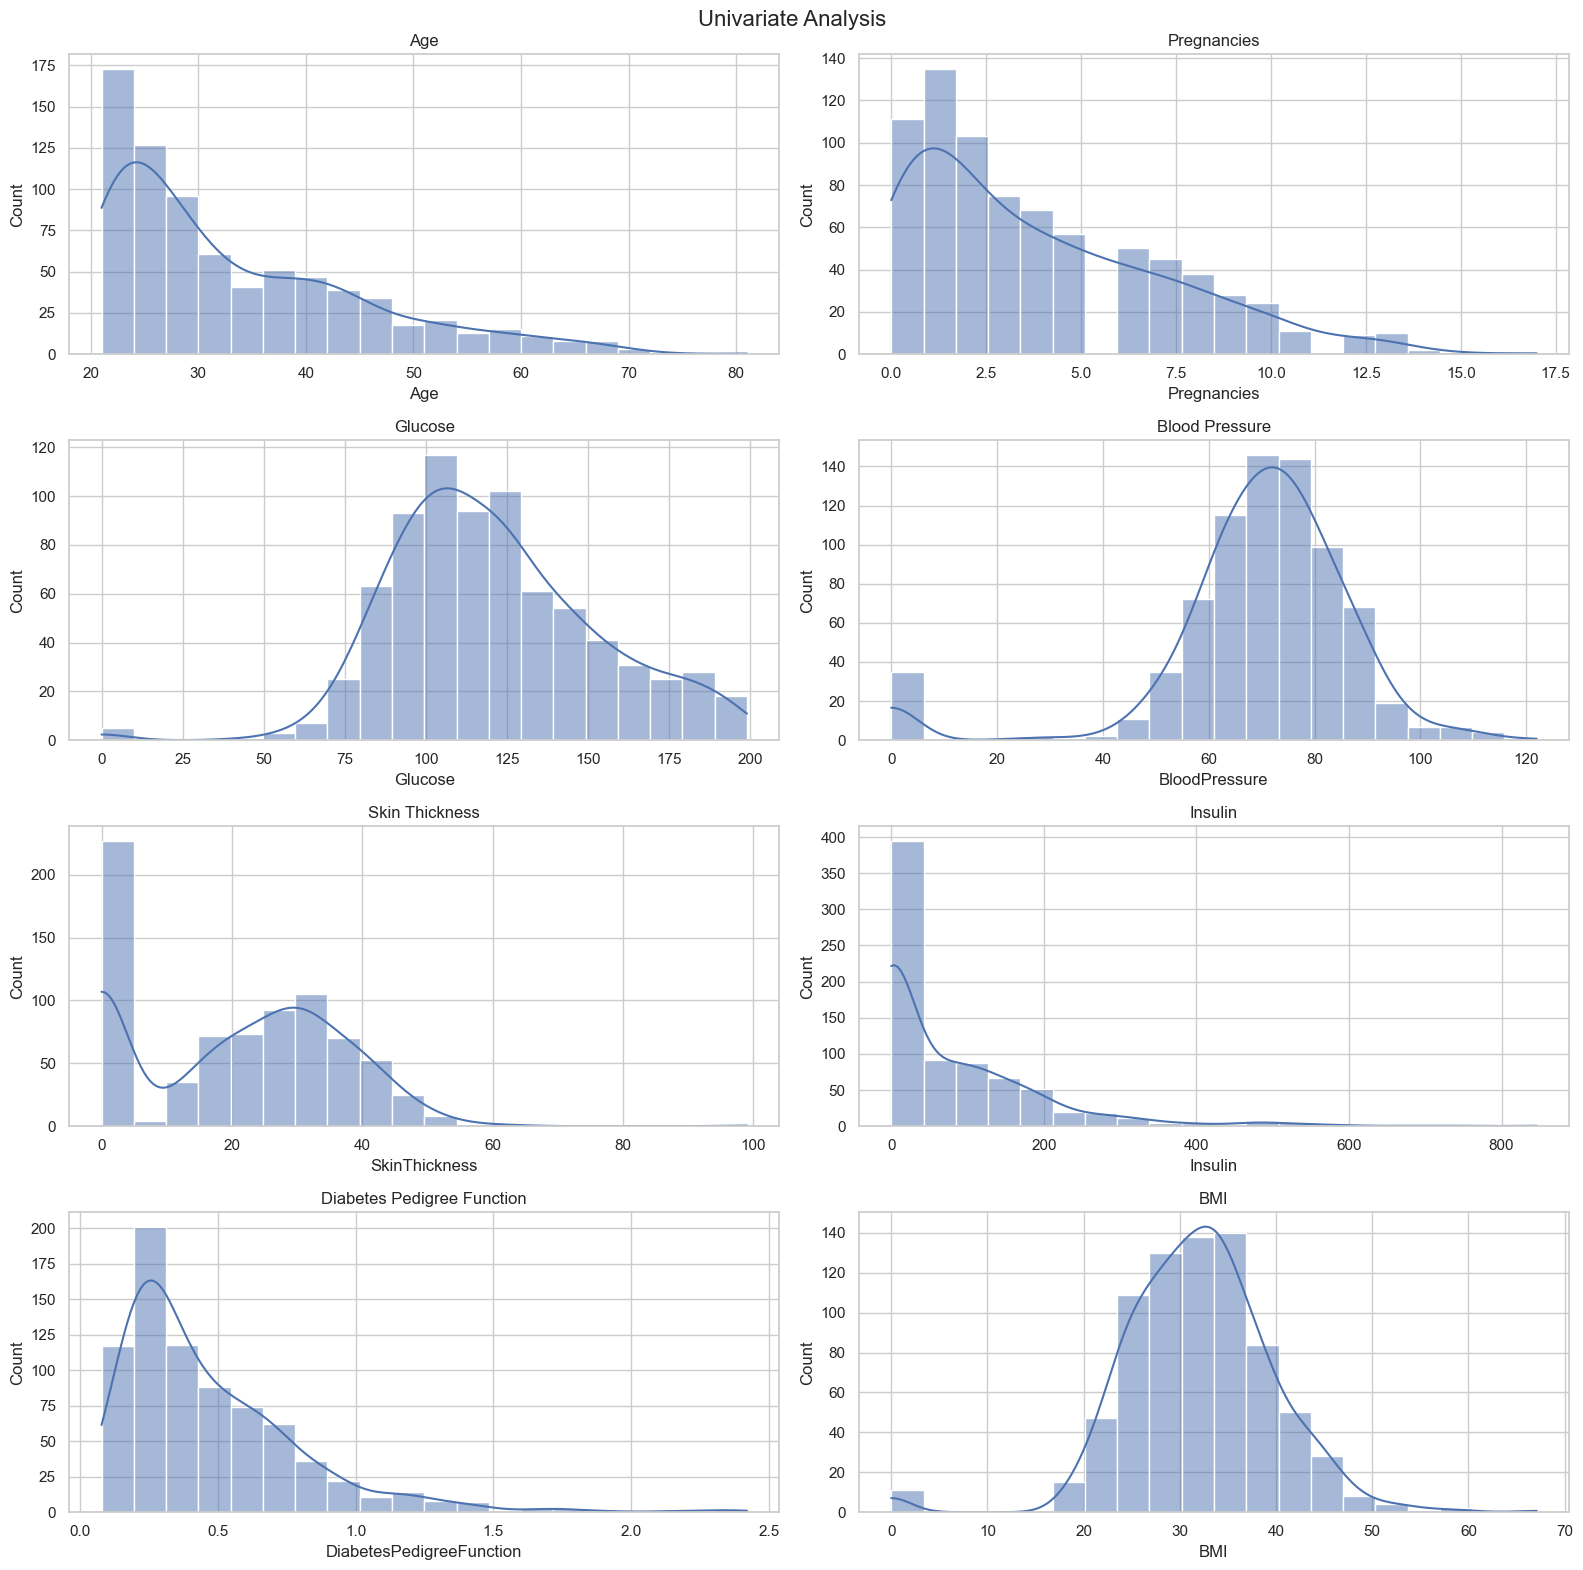 Univariate Analysis
Age
Count
175
150
125
100
75
50
25
0
20 30 40 50 60 70 80
Age
Pregnancies
Count
140
120
100
80
60
40
20
0
0.0 2.5 5.0 7.5 10.0 12.5 15.0 17.5
Pregnancies
Glucose
Count
120
100
80
60
40
20
0
0 25 50 75 100 125 150 175 200
Glucose
Blood Pressure
Count
140
120
100
80
60
40
20
0
0 20 40 60 80 100 120
BloodPressure
Skin Thickness
Count
200
150
100
50
0
0 20 40 60 80 100
SkinThickness
Insulin
Count
400
350
300
250
200
150
100
50
0
0 200 400 600 800
Insulin
Diabetes Pedigree Function
Count
200
175
150
125
100
75
50
25
0
0.0 0.5 1.0 1.5 2.0 2.5
DiabetesPedigreeFunction
BMI
Count
140
120
100
80
60
40
20
0
0 10 20 30 40 50 60 70
BMI